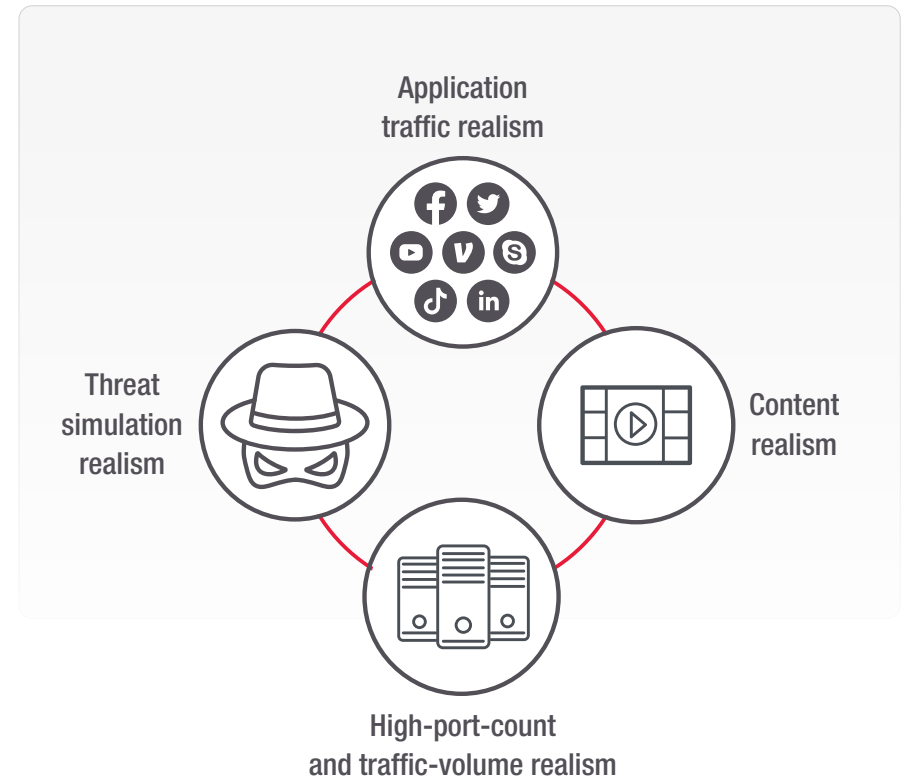 Application
traffic realism
Threat
simulation
realism
Content
realism
High-port-count
and traffic-volume realism